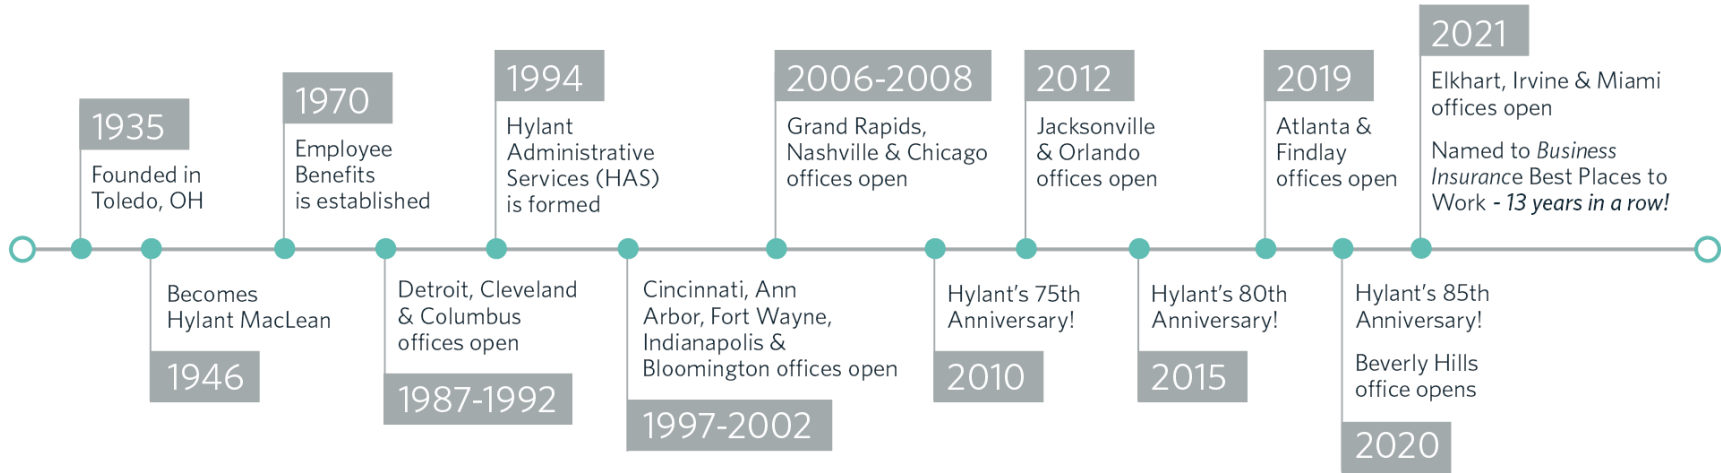 1935
Founded in
Toledo, OH
Becomes
Hylant MacLean
1946
1970
Employee
Benefits
is established
Detroit, Cleveland
& Columbus
offices open
1987-1992
1994
Hylant
Administrative
Services (HAS)
is formed
Cincinnati, Ann
Arbor, Fort Wayne,
Indianapolis &
Bloomington offices open
1997-2002
2006-2008
Grand Rapids,
Nashville & Chicago
offices open
Hylant's 75th
Anniversary!
2010
2012
Jacksonville
& Orlando
offices open
Hylant's 80th
Anniversary!
2015
2019
Atlanta &
Findlay
offices open
Hylant's 85th
Anniversary!
Beverly Hills
office opens
2020
2021
Elkhart, Irvine & Miami
offices open
Named to Business
Insurance Best Places to
Work - 13 years in a row!